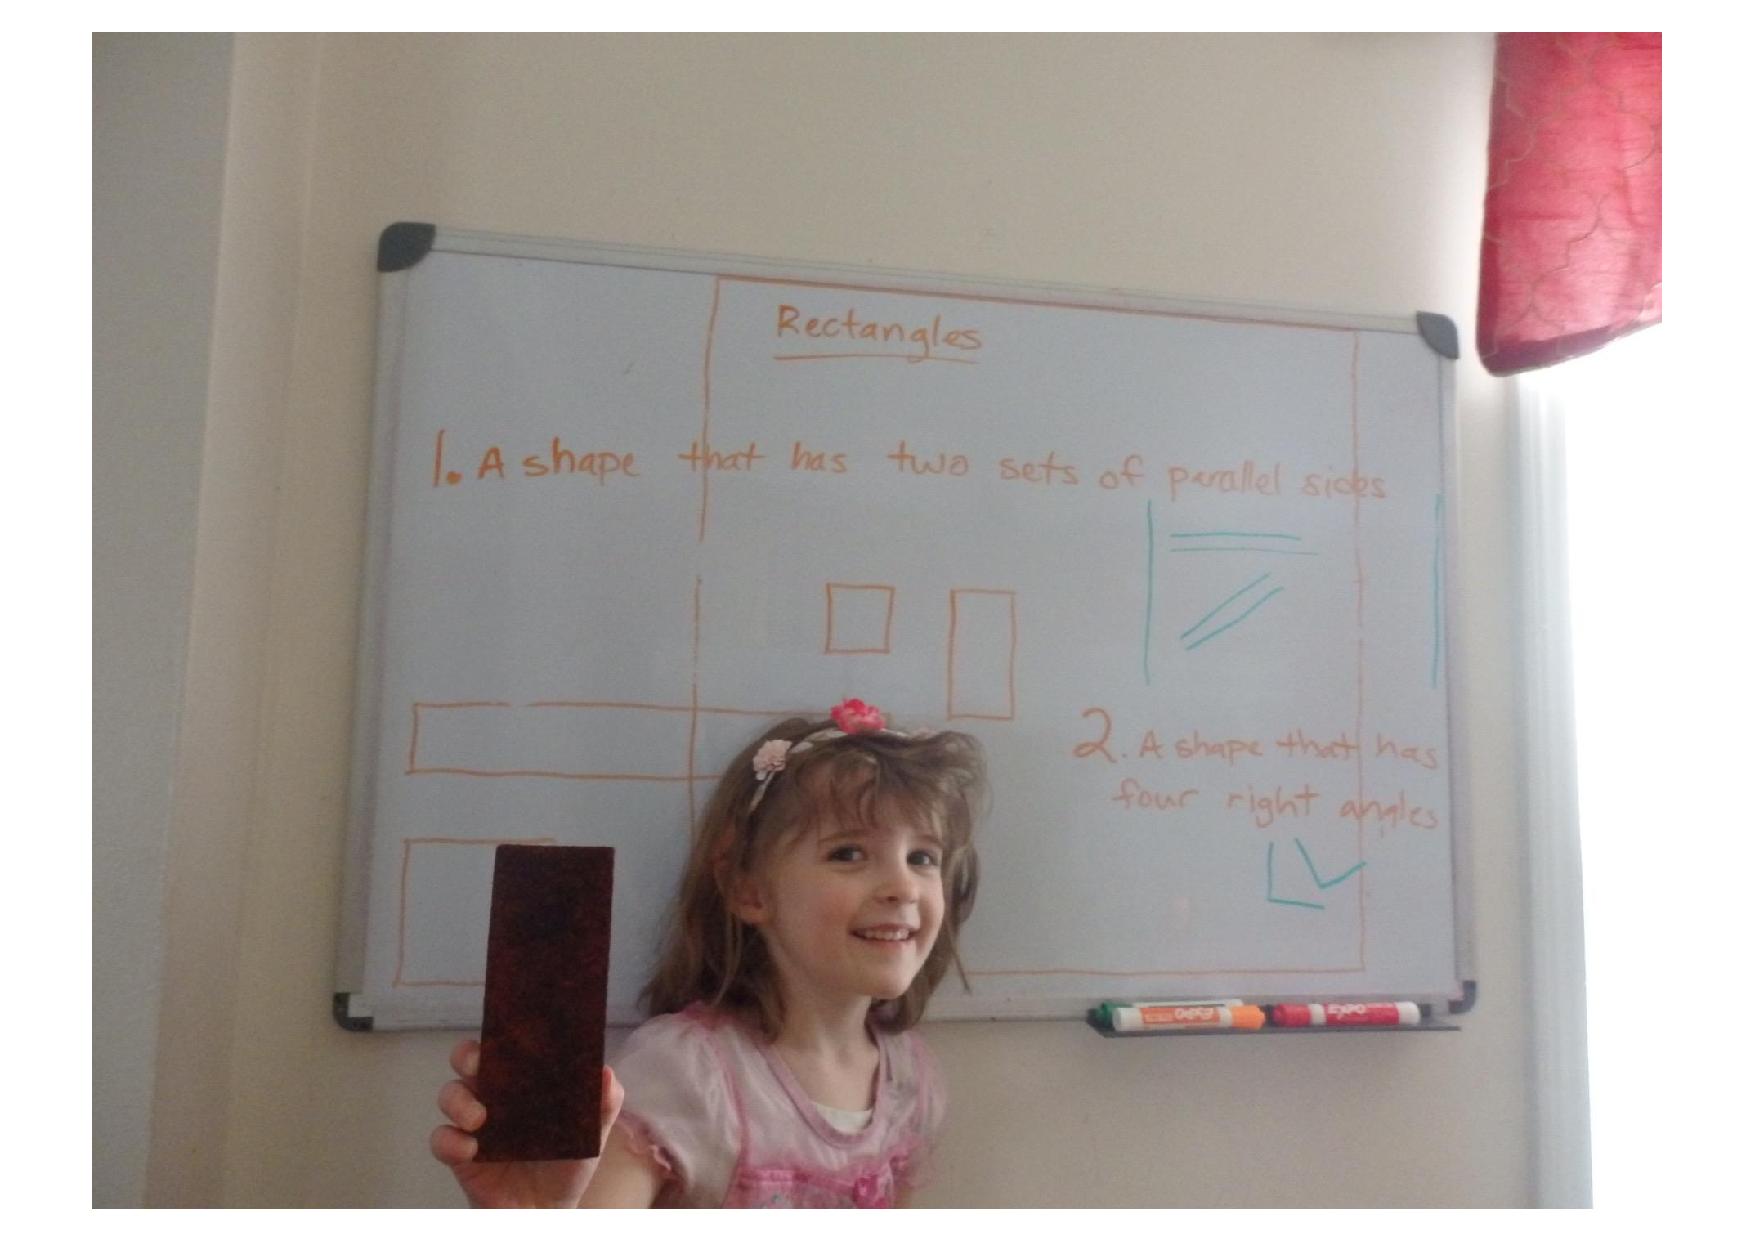 Rectangles
1. A shape that has two sets of parallel sides
2. A shape that has
four right angles
EXPO
EXPO